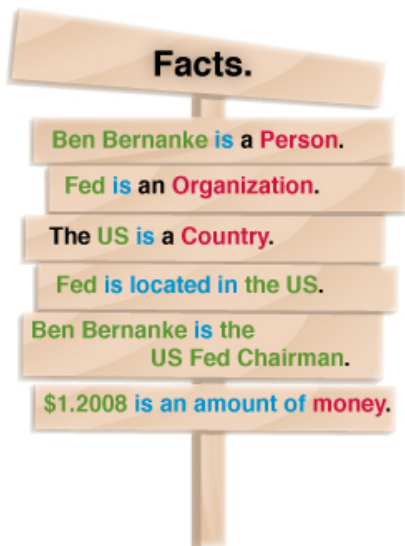 Facts.
Ben Bernanke is a Person.
Fed is an Organization.
The US is a Country.
Fed is located in the US.
Ben Bernanke is the
US Fed Chairman.
$1.2008 is an amount of money.